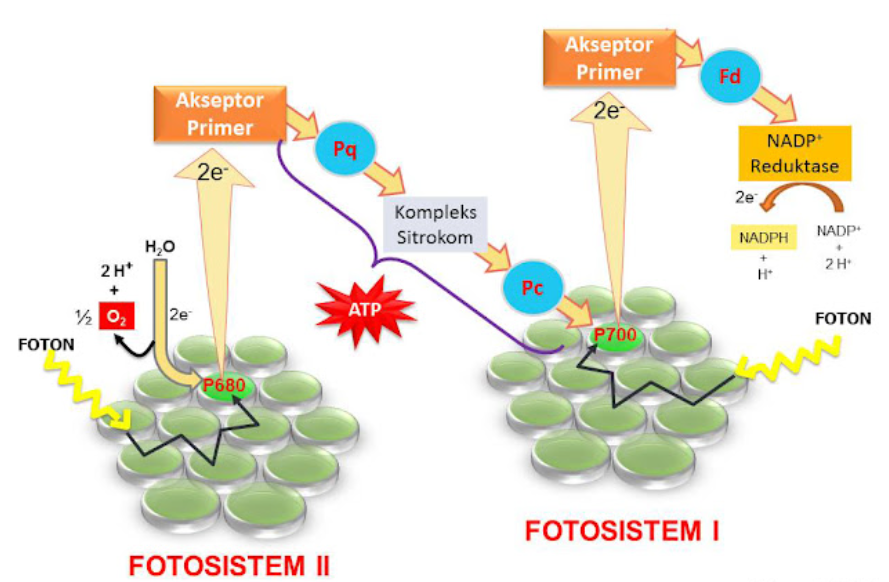 Akseptor
Primer
2e-
Pq
Kompleks
Sitrokom
Pc
ATP
H₂O
2 H⁺
+
½ O₂
2e-
FOTON
P680
FOTOSISTEM II
Akseptor
Primer
2e-
Fd
NADP⁺
Reduktase
2e-
NADPH
+
H⁺
NADP⁺
+
2 H⁺
FOTON
P700
FOTOSISTEM I